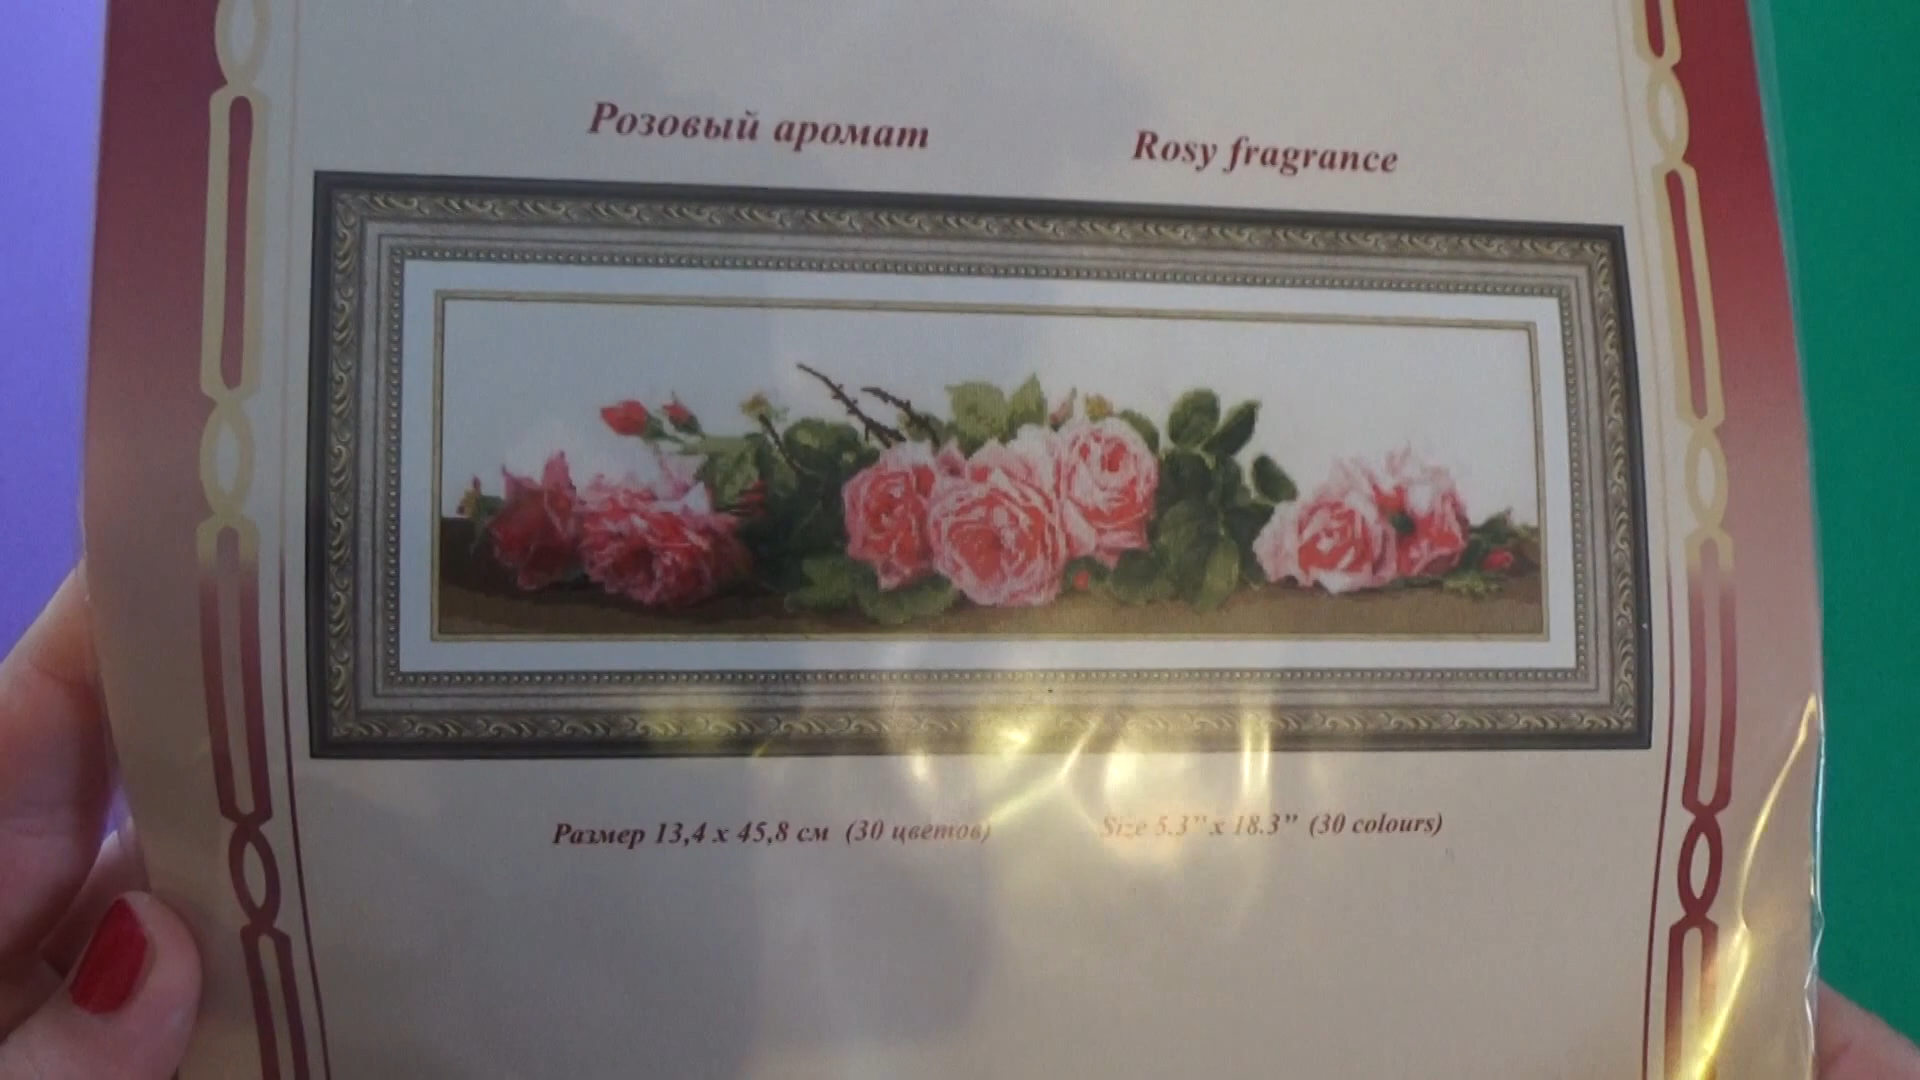 Розовый аромат
Rosy fragrance
Размер 13,4 х 45,8 см (30 цветов)
Size 5.3” x 18.3” (30 colours)